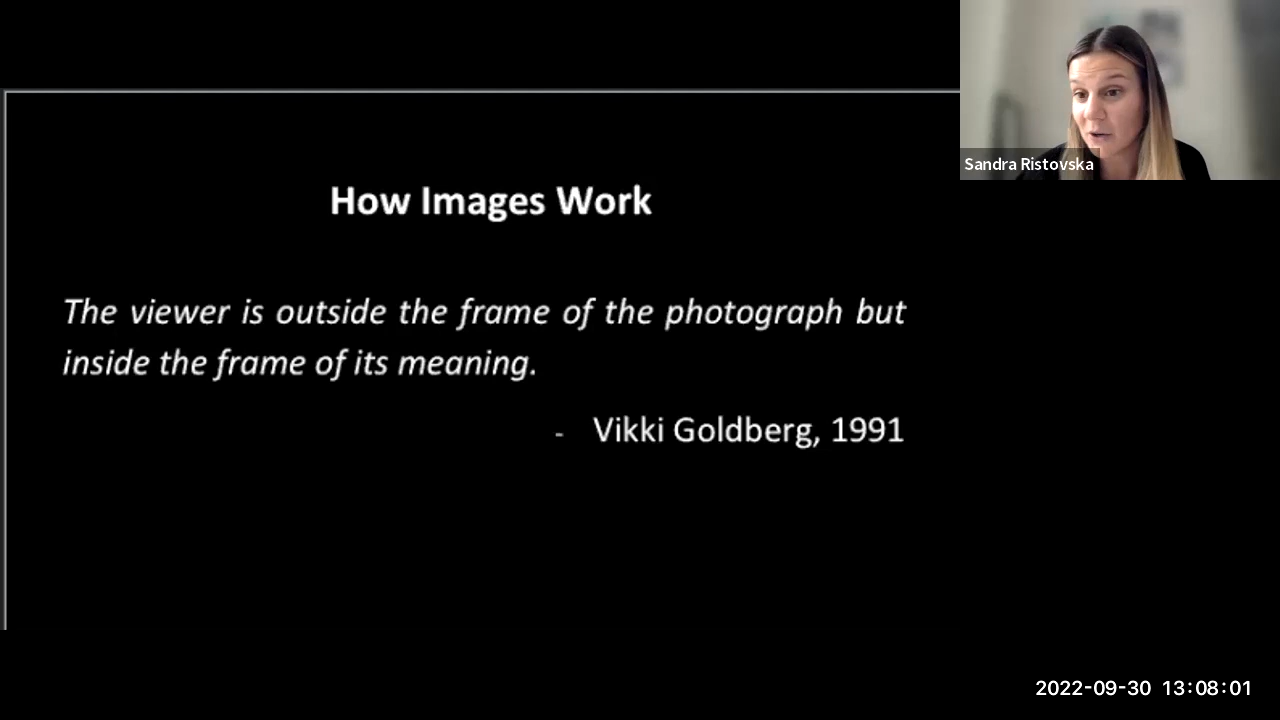 Sandra Ristovska
How Images Work
The viewer is outside the frame of the photograph but
inside the frame of its meaning.
- Vikki Goldberg, 1991
2022-09-30 13:08:01